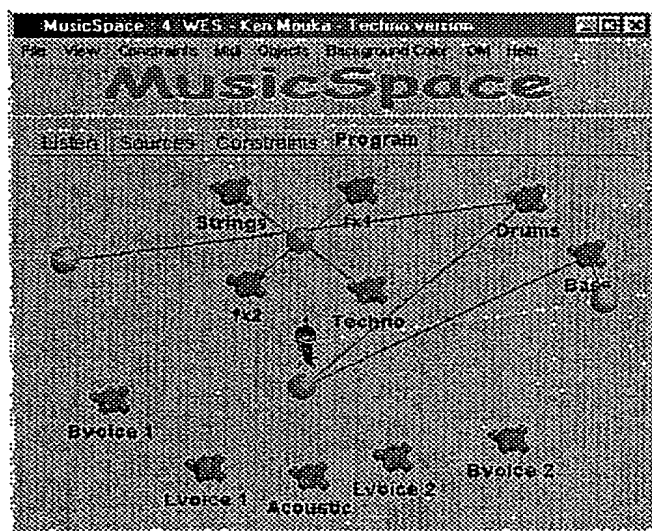 MusicSpace - 4 WES - Ken Mouka - Techno version
File View Constraints Midi Objects Background Color OM Help
MusicSpace
Listen Sources Constraints Program
Strings fx1 Drums
Bass
fx2 Techno
BVoice 1
Lvoice 1 Acoustic Lvoice 2 BVoice 2